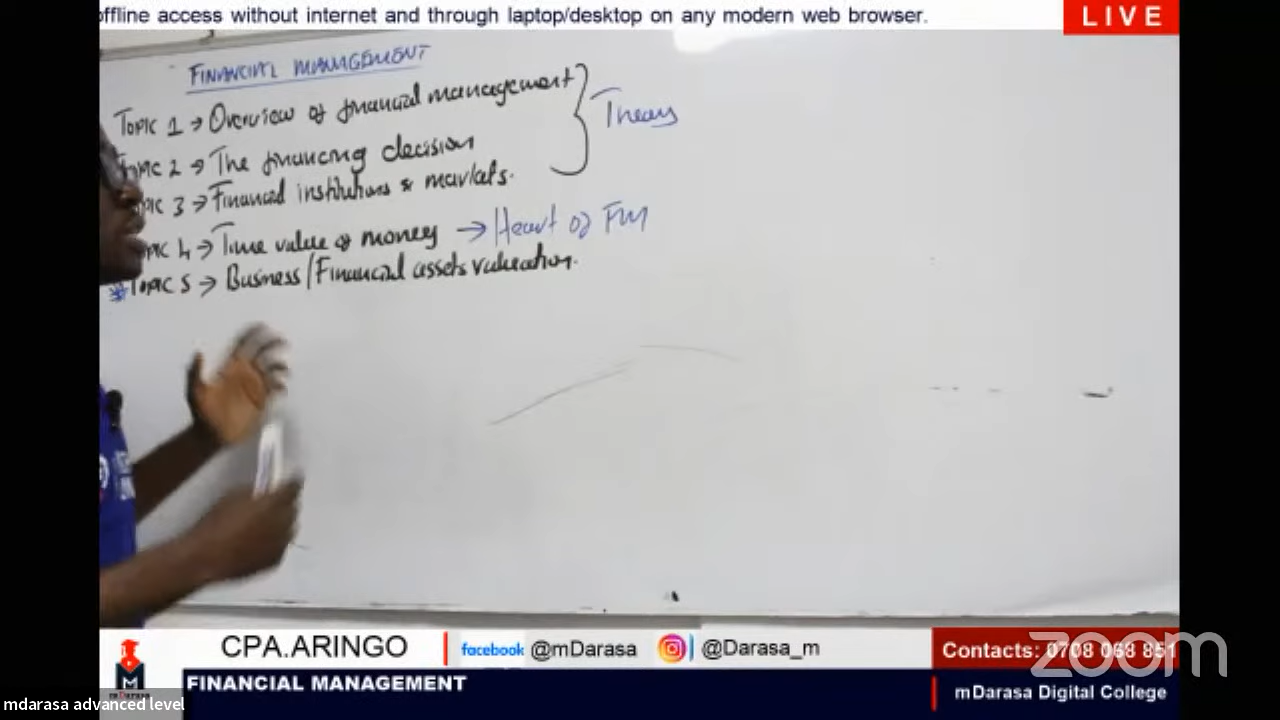 offline access without internet and through laptop/desktop on any modern web browser.
LIVE
FINANCIAL MANAGEMENT
TOPIC 1 → Overview of financial management
Theory
TOPIC 2 → The financing decision
PIC 3 → Financial institutions & markets.
PIC 4 → Time value of money → Heart of FM
* TOPIC 5 → Business/Financial assets valuation.
CPA.ARINGO
facebook @mDarasa
@Darasa_m
Contacts: 0708 068 851
zoom
FINANCIAL MANAGEMENT
mDarasa Digital College
mDarasa
mdarasa advanced level